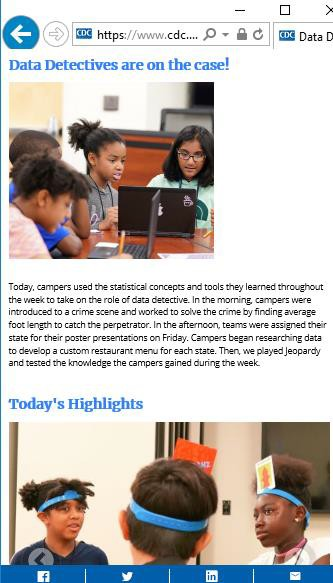 CDC https://www.cdc....
CDC Data D
Data Detectives are on the case!
Today, campers used the statistical concepts and tools they learned throughout
the week to take on the role of data detective. In the morning, campers were
introduced to a crime scene and worked to solve the crime by finding average
foot length to catch the perpetrator. In the afternoon, teams were assigned their
state for their poster presentations on Friday. Campers began researching data
to develop a custom restaurant menu for each state. Then, we played Jeopardy
and tested the knowledge the campers gained during the week.
Today's Highlights